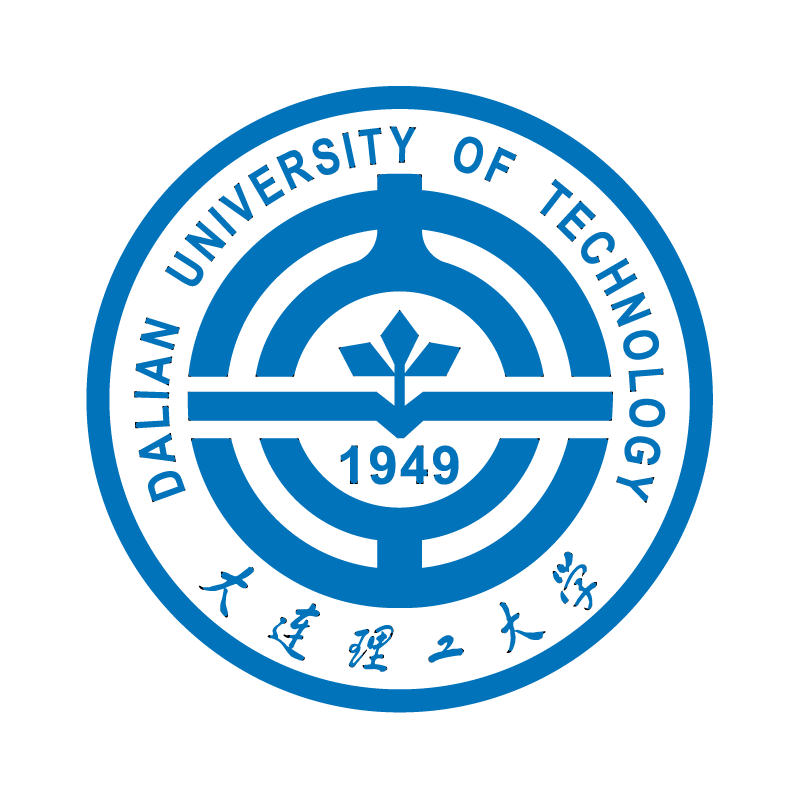 DALIAN UNIVERSITY OF TECHNOLOGY
1949
大连理工大学